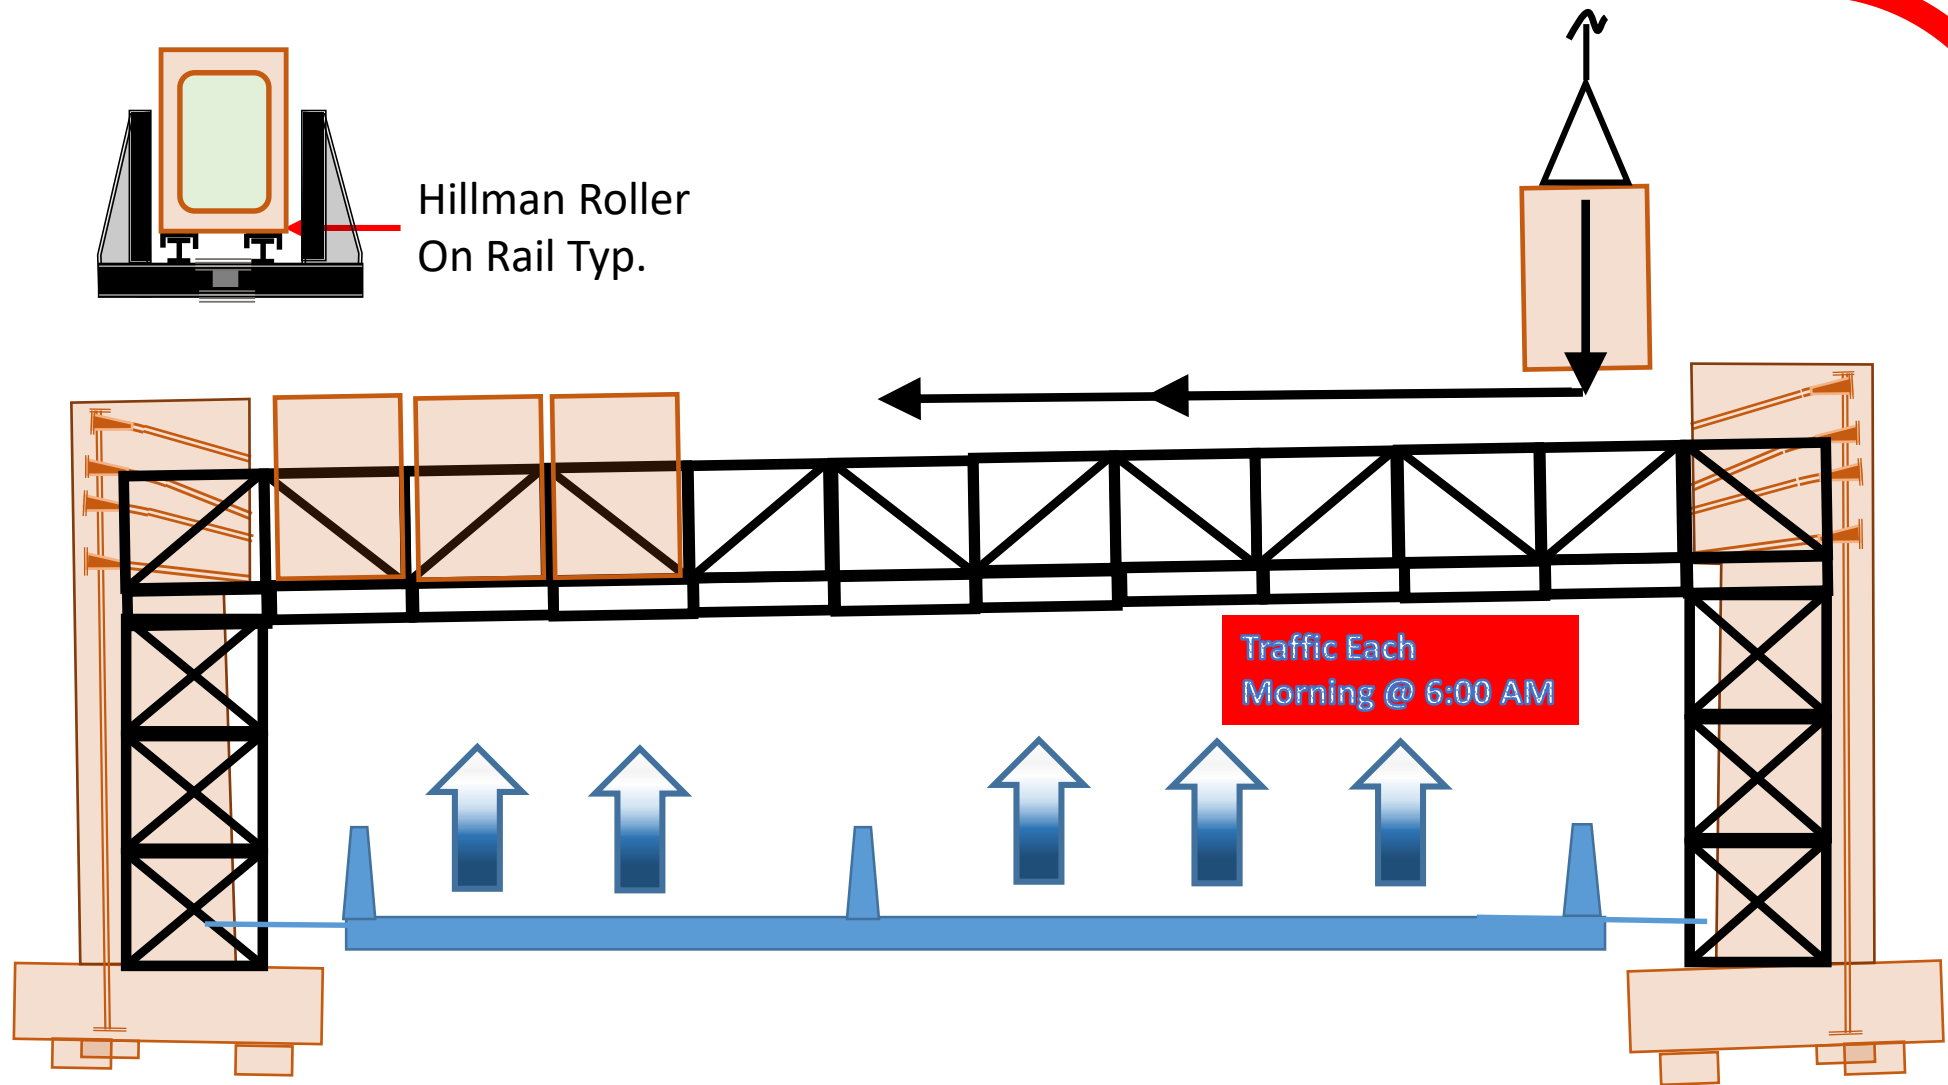 Hillman Roller
On Rail Typ.
Traffic Each
Morning @ 6:00 AM